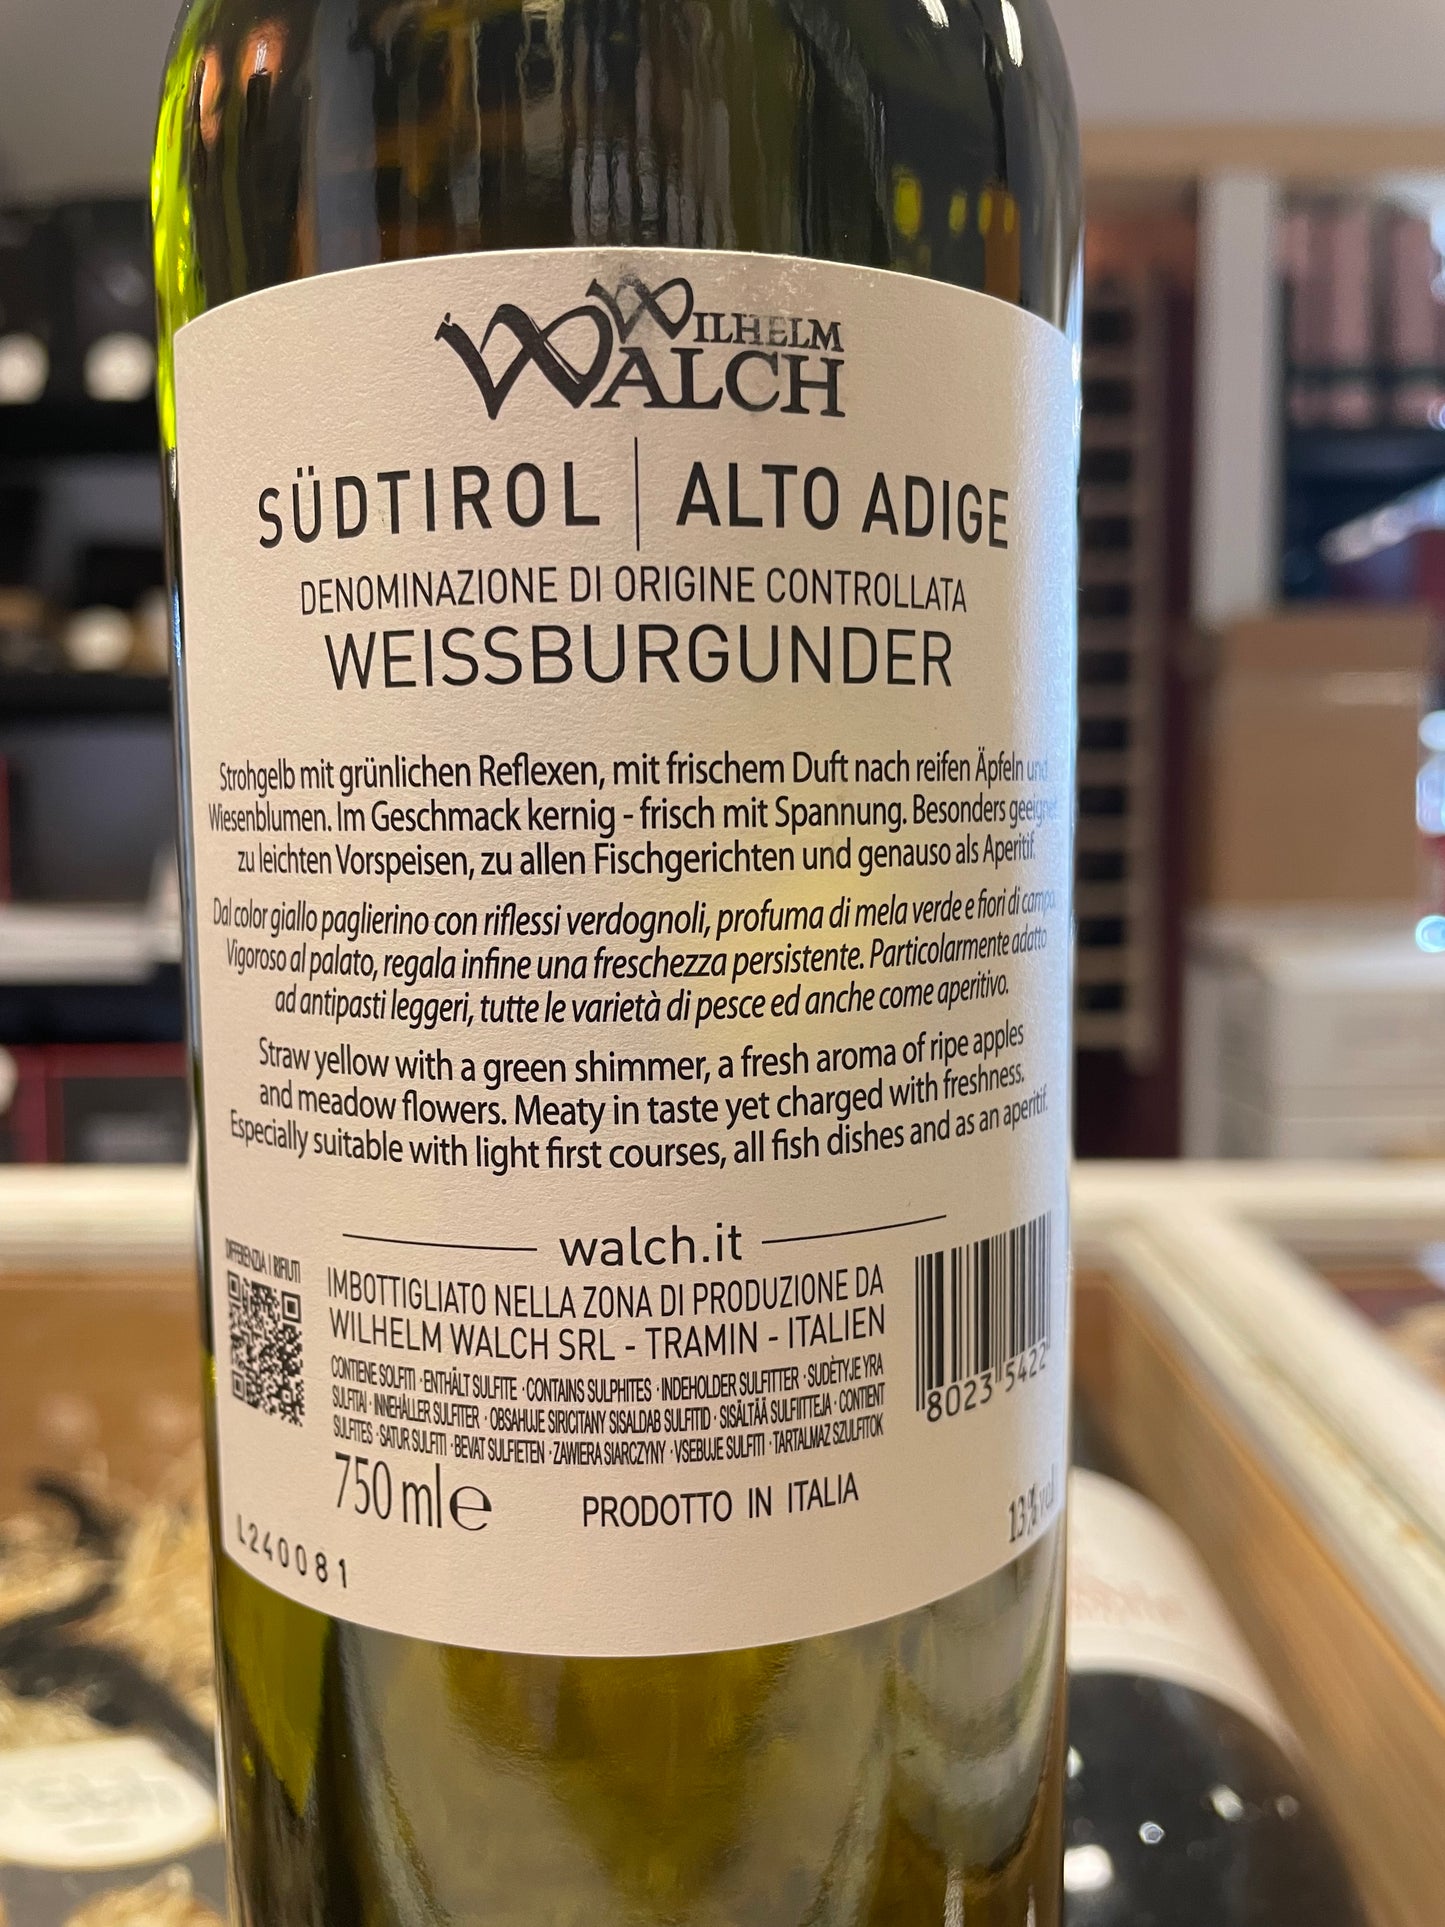 WILHELM
WALCH
SÜDTIROL | ALTO ADIGE
DENOMINAZIONE DI ORIGINE CONTROLLATA
WEISSBURGUNDER
Strohgelb mit grünlichen Reflexen, mit frischem Duft nach reifen Äpfeln und
Wiesenblumen. Im Geschmack kernig - frisch mit Spannung. Besonders geeignet
zu leichten Vorspeisen, zu allen Fischgerichten und genauso als Aperitif.
Dal color giallo paglierino con riflessi verdognoli, profuma di mela verde e fiori di campo.
Vigoroso al palato, regala infine una freschezza persistente. Particolarmente adatto
ad antipasti leggeri, tutte le varietà di pesce ed anche come aperitivo.
Straw yellow with a green shimmer, a fresh aroma of ripe apples
and meadow flowers. Meaty in taste yet charged with freshness.
Especially suitable with light first courses, all fish dishes and as an aperitif.
walch.it
DIFFERENZIA I RIFIUTI
IMBOTTIGLIATO NELLA ZONA DI PRODUZIONE DA
WILHELM WALCH SRL - TRAMIN - ITALIEN
CONTIENE SOLFITI · ENTHÄLT SULFITE · CONTAINS SULPHITES · INDEHOLDER SULFITTER · SUDĖTYJE YRA
SULFITAI · INNEHÅLLER SULFITER · OBSAHUJE SIRICITANY SISALDAB SULFITID · SISÄLTÄÄ SULFIITTEJA · CONTIENT
SULFITES · SATUR SULFITI · BEVAT SULFIETEN · ZAWIERA SIARCZYNY · VSEBUJE SULFITI · TARTALMAZ SZULFITOK
8023 5422
750 ml e PRODOTTO IN ITALIA
13% vol
L240081